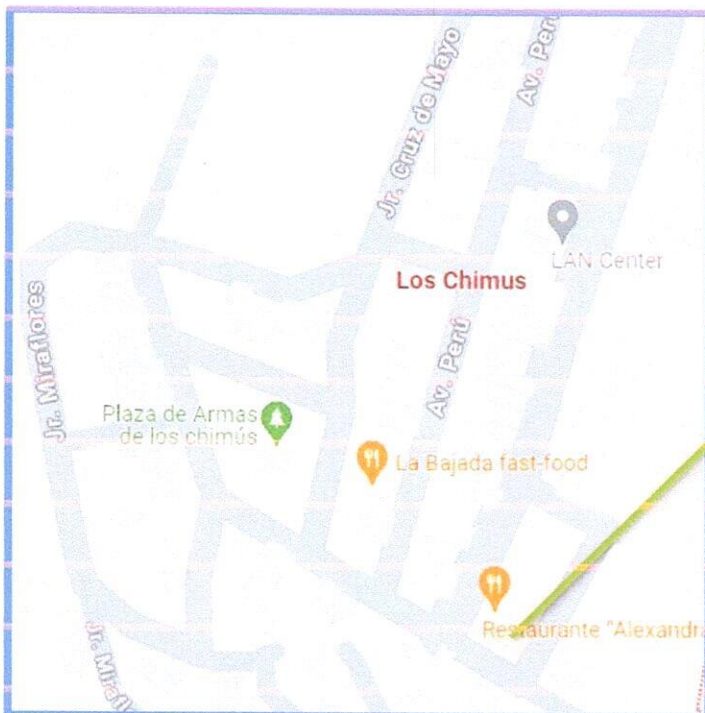 Jr. Cruz de Mayo
Av. Perú
LAN Center
Los Chimus
Jr. Miraflores
Av. Perú
Plaza de Armas
de los chimús
La Bajada fast-food
Restaurante "Alexandra
Jr. Miraflo